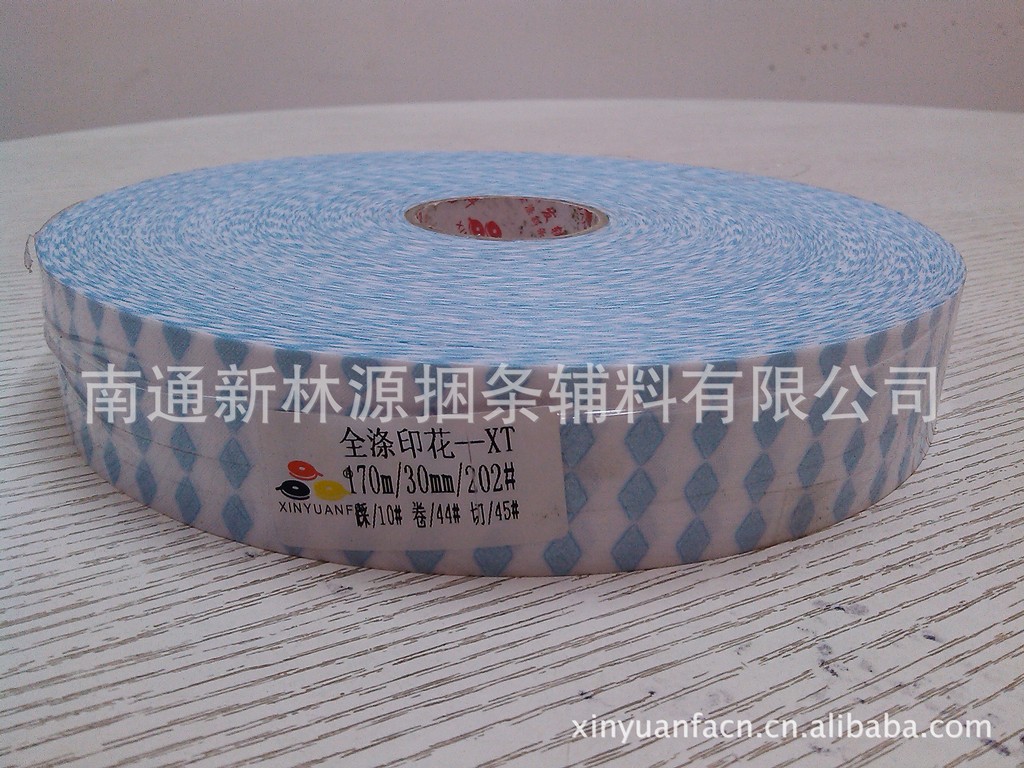 南通新林源捆条辅料有限公司
全涤印花—XT
170m/30mm/202#
XINYUANF
/10# 卷/44# 切/45#
xinyuanfacn.cn.alibaba.com